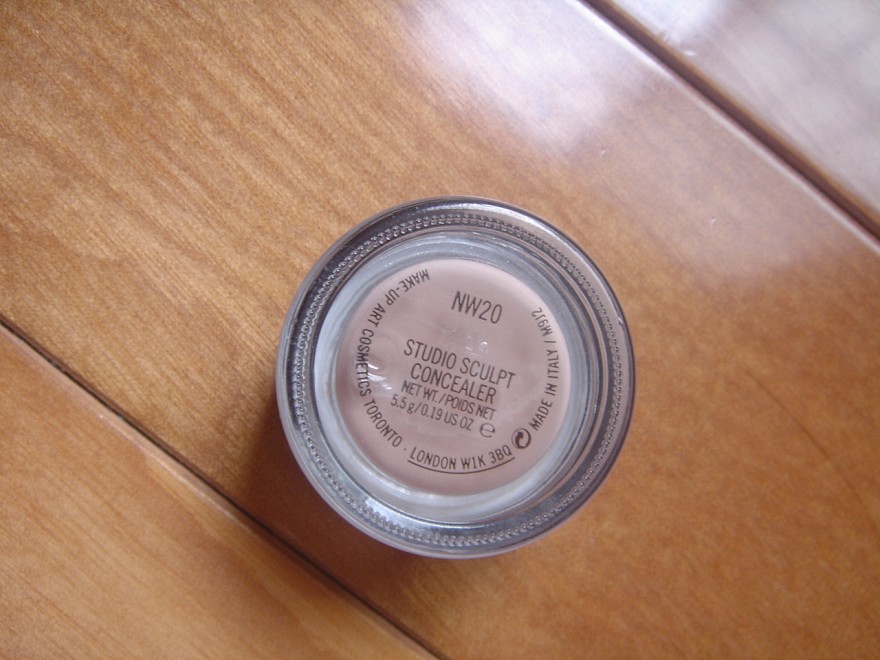 NW20
STUDIO SCULPT
CONCEALER
NET WT./POIDS NET
5.5 g/0.19 US OZ ℮
MAKE-UP ART COSMETICS TORONTO · LONDON W1K 3BQ
MADE IN ITALY / M9J2